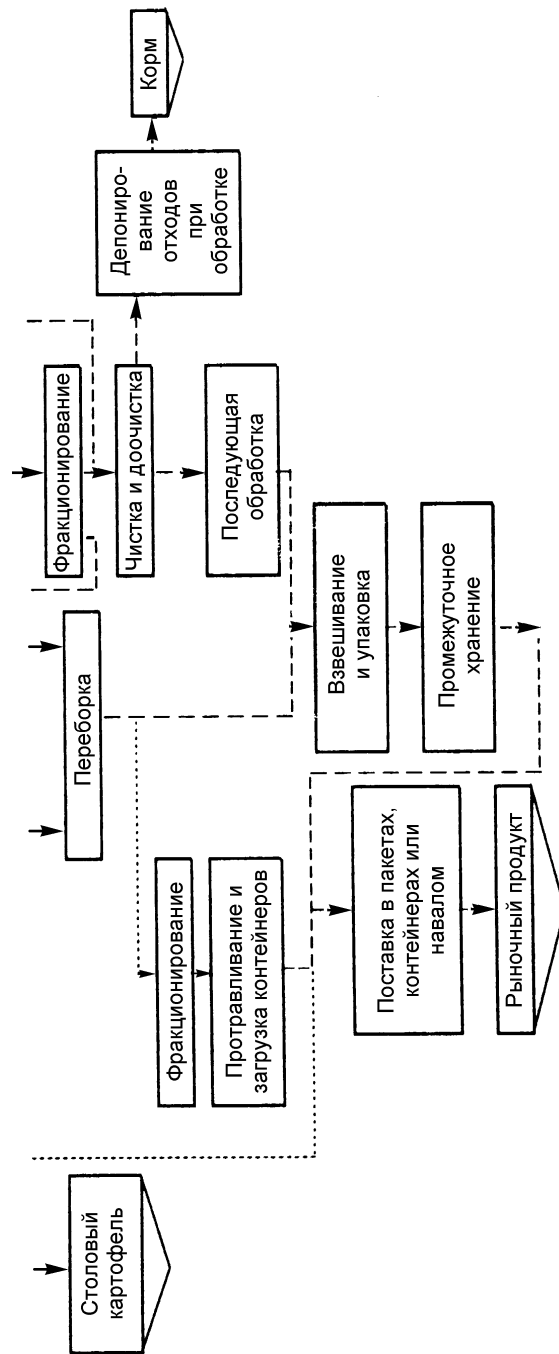 Столовый
картофель
Переборка
Фракционирование
Фракционирование
Чистка и доочистка
Протравливание и
загрузка контейнеров
Последующая
обработка
Депониро-
вание
отходов
при
обработке
Корм
Взвешивание
и упаковка
Промежуточное
хранение
Поставка в пакетах,
контейнерах или
навалом
Рыночный продукт